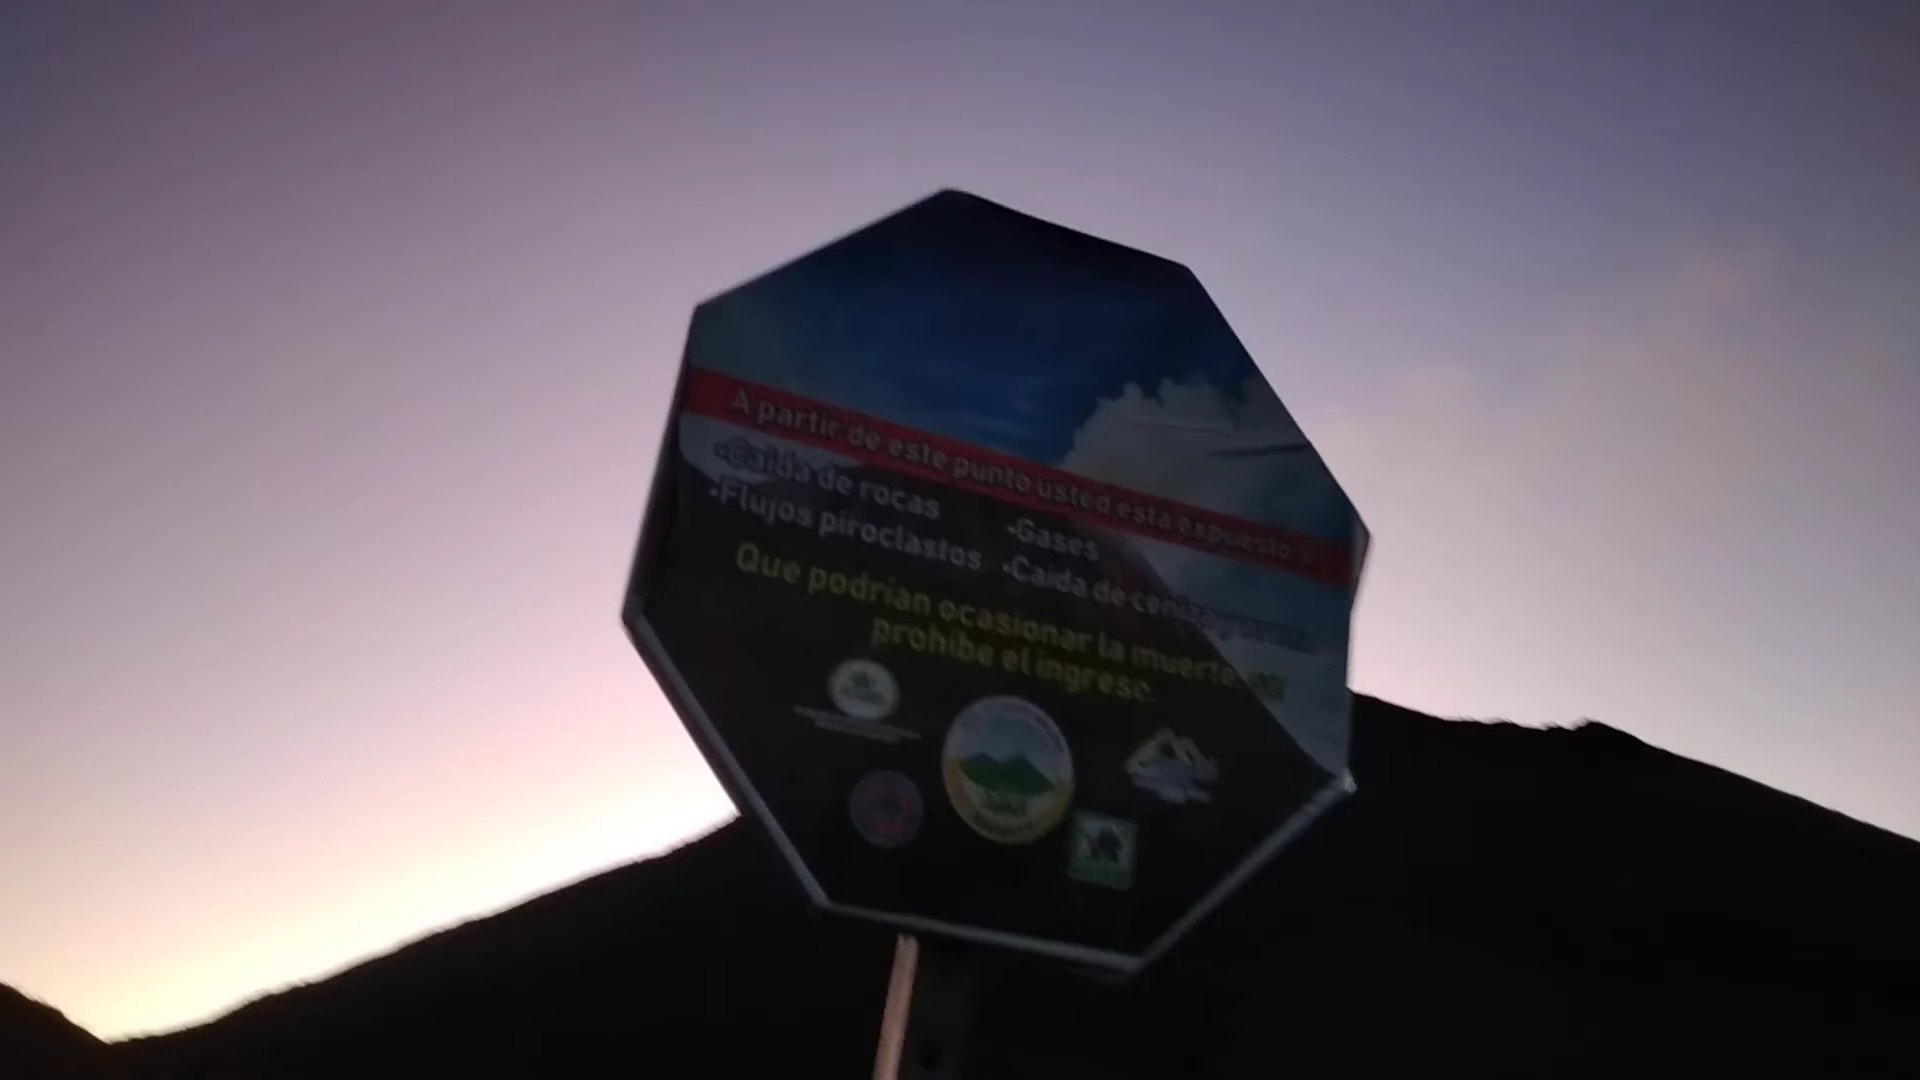 A partir de este punto usted esta expuesto
•Caida de rocas
•Flujos piroclastos
•Gases
•Caida de ceniza
Que podrían ocasionar la muerte.
prohibe el ingreso.